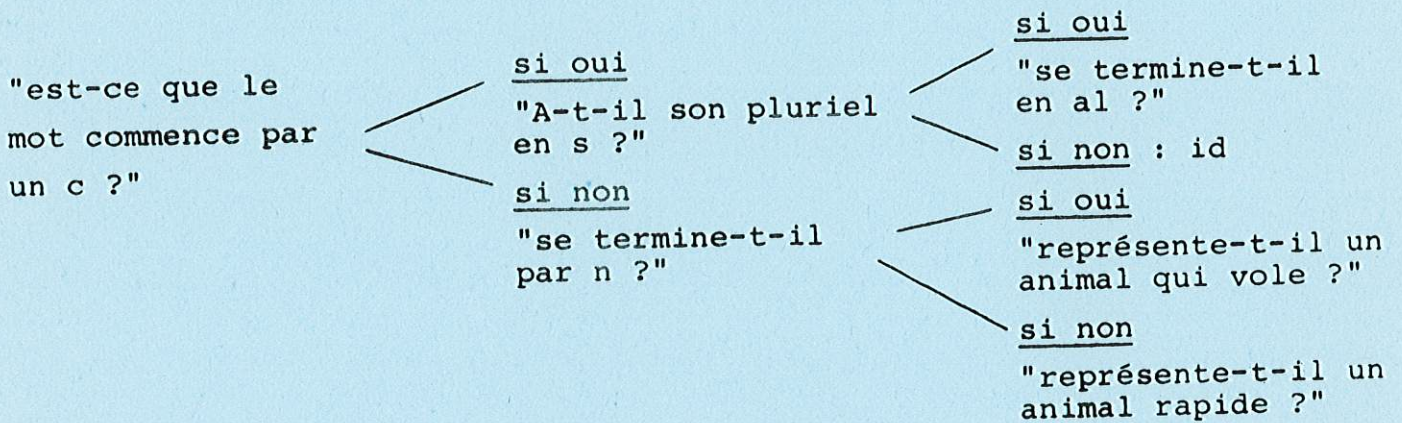 "est-ce que le
mot commence par
un c ?"
si oui
"A-t-il son pluriel
en s ?"
si non
"se termine-t-il
par n ?"
si oui
"se termine-t-il
en al ?"
si non : id
si oui
"représente-t-il un
animal qui vole ?"
si non
"représente-t-il un
animal rapide ?"